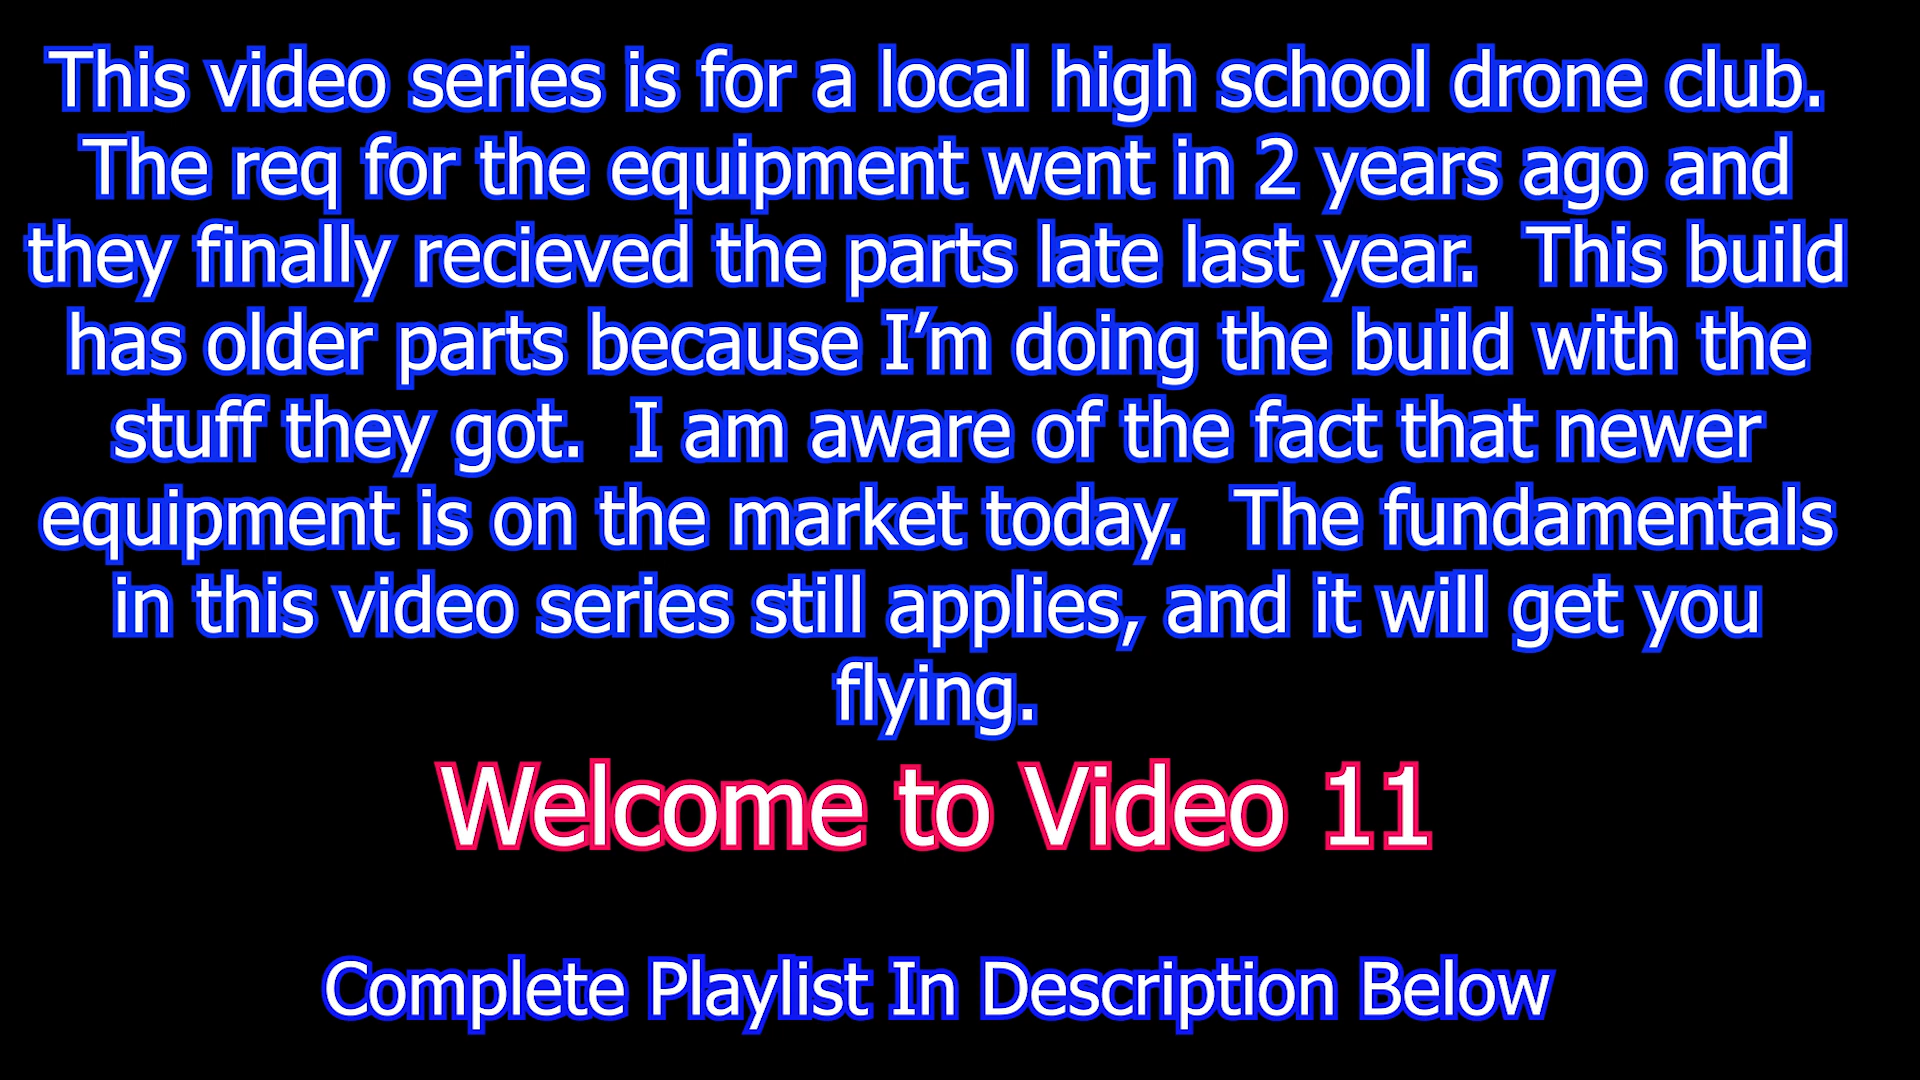 This video series is for a local high school drone club.
The req for the equipment went in 2 years ago and
they finally recieved the parts late last year.  This build
has older parts because I’m doing the build with the
stuff they got.  I am aware of the fact that newer
equipment is on the market today.  The fundamentals
in this video series still applies, and it will get you
flying.
Welcome to Video 11
Complete Playlist In Description Below